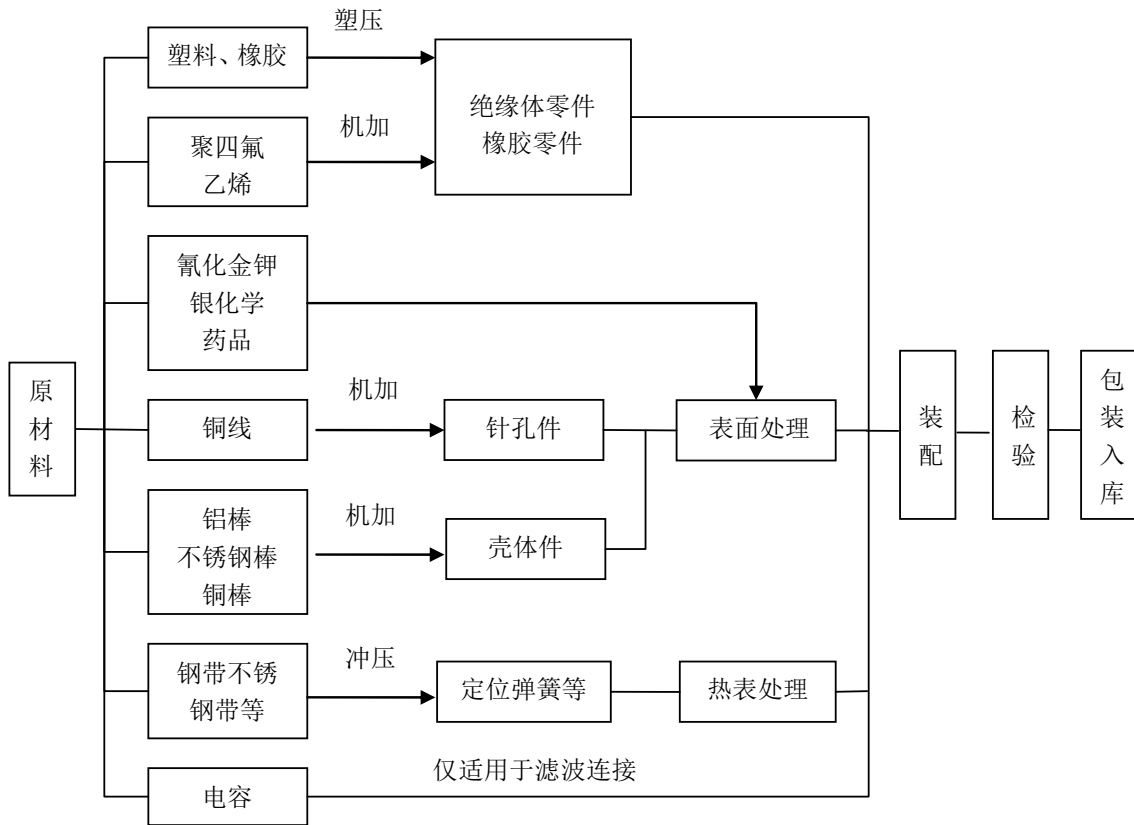 塑压
塑料、橡胶
绝缘体零件
橡胶零件
机加
聚四氟
乙烯
氰化金钾
银化学
药品
原材料
机加
铜线
针孔件
表面处理
装配
检验
包装入库
铝棒
不锈钢棒
铜棒
机加
壳体件
钢带不锈
钢带等
冲压
定位弹簧等
热表处理
仅适用于滤波连接
电容